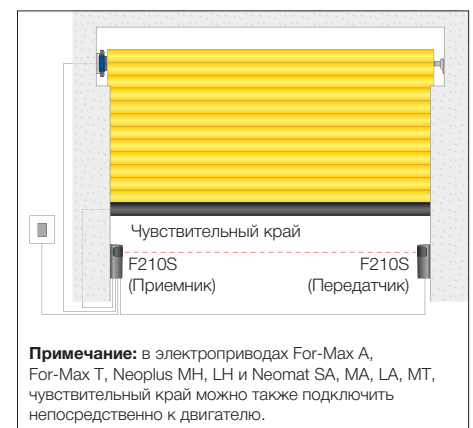 Чувствительный край
F210S
(Приемник)
F210S
(Передатчик)
Примечание: в электроприводах For-Max A,
For-Max T, Neoplus MH, LH и Neomat SA, MA, LA, MT,
чувствительный край можно также подключить
непосредственно к двигателю.